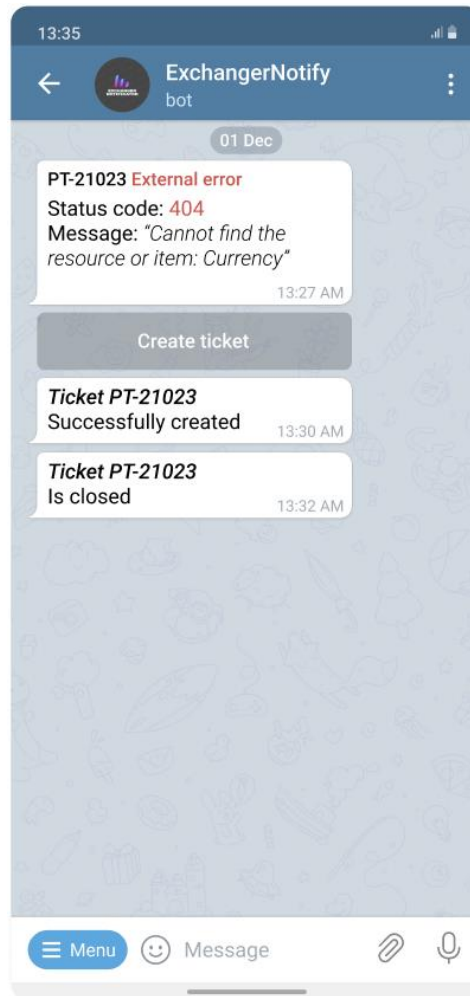 13:35
ExchangerNotify
bot
01 Dec
PT-21023 External error
Status code: 404
Message: “Cannot find the
resource or item: Currency”
13:27 AM
Create ticket
Ticket PT-21023
Successfully created
13:30 AM
Ticket PT-21023
Is closed
13:32 AM
Menu
Message